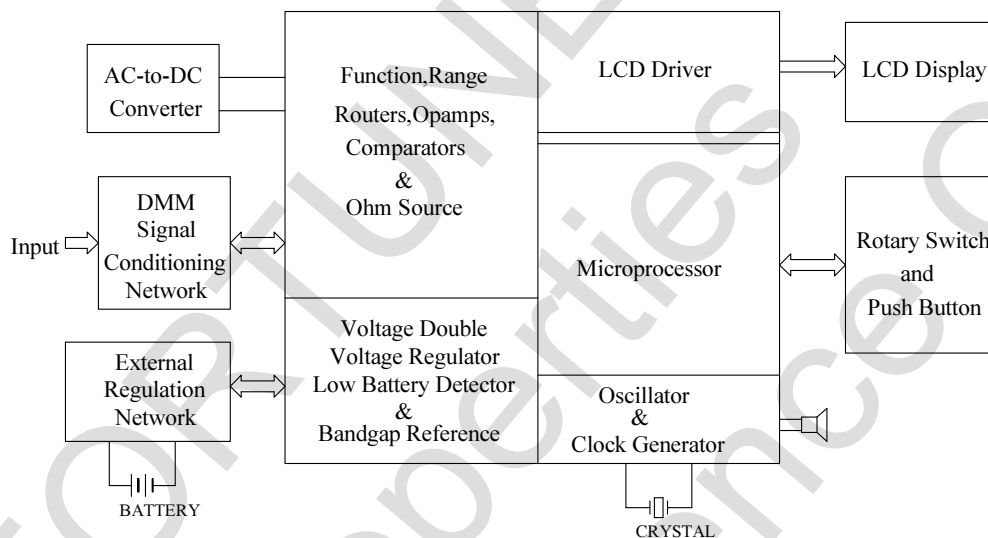 AC-to-DC
Converter
Function,Range
Routers,Opamps,
Comparators
&
Ohm Source
LCD Driver
LCD Display
Input
DMM
Signal
Conditioning
Network
Microprocessor
Rotary Switch
and
Push Button
External
Regulation
Network
Voltage Double
Voltage Regulator
Low Battery Detector
&
Bandgap Reference
Oscillator
&
Clock Generator
BATTERY
CRYSTAL
FORTUNE